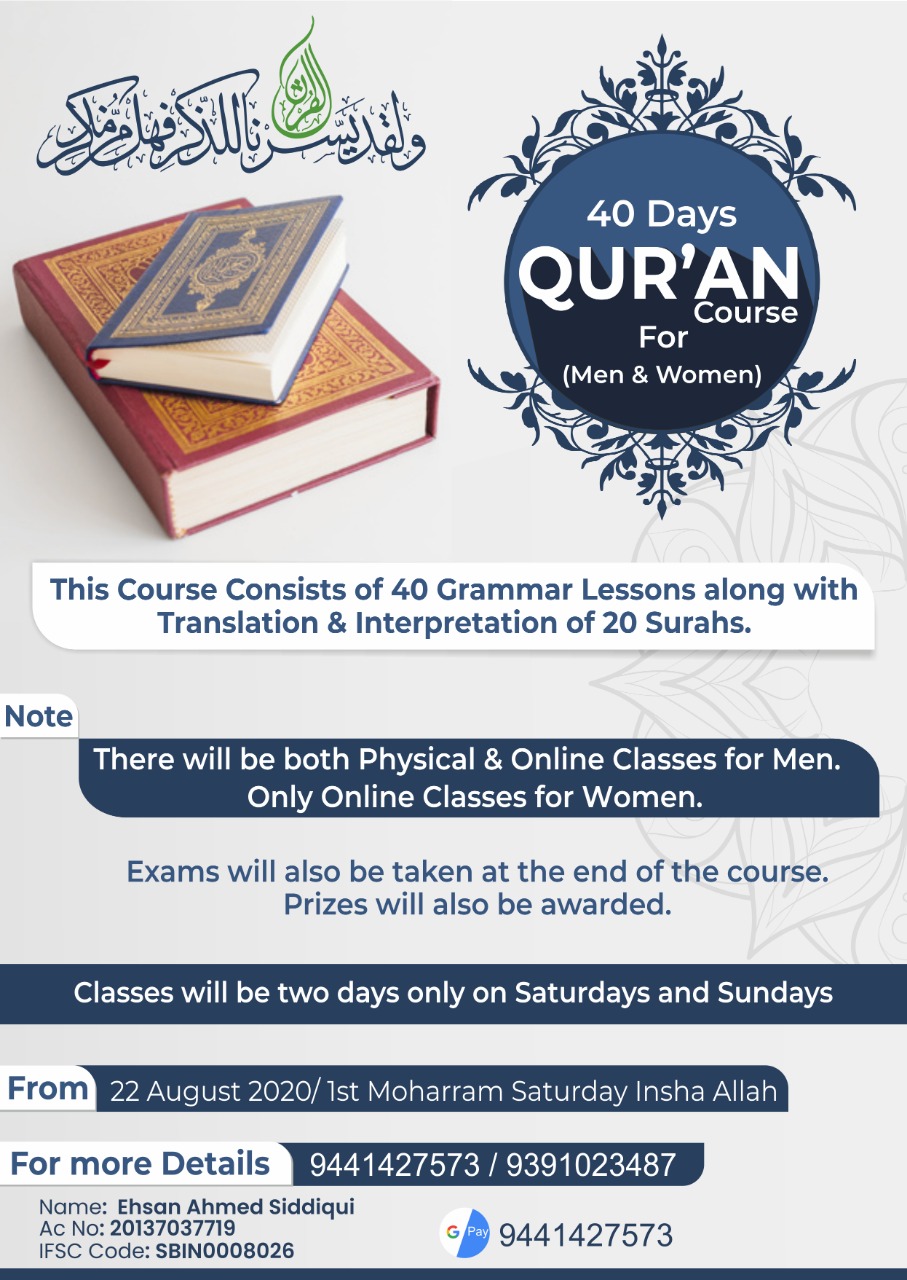 ولقد يسرنا القرآن للذكر فهل من مدكر
40 Days
QUR’AN
Course
For
(Men & Women)
This Course Consists of 40 Grammar Lessons along with
Translation & Interpretation of 20 Surahs.
Note
There will be both Physical & Online Classes for Men.
Only Online Classes for Women.
Exams will also be taken at the end of the course.
Prizes will also be awarded.
Classes will be two days only on Saturdays and Sundays
From 22 August 2020/ 1st Moharram Saturday Insha Allah
For more Details 9441427573 / 9391023487
Name: Ehsan Ahmed Siddiqui
Ac No: 20137037719
IFSC Code: SBIN0008026
G Pay 9441427573